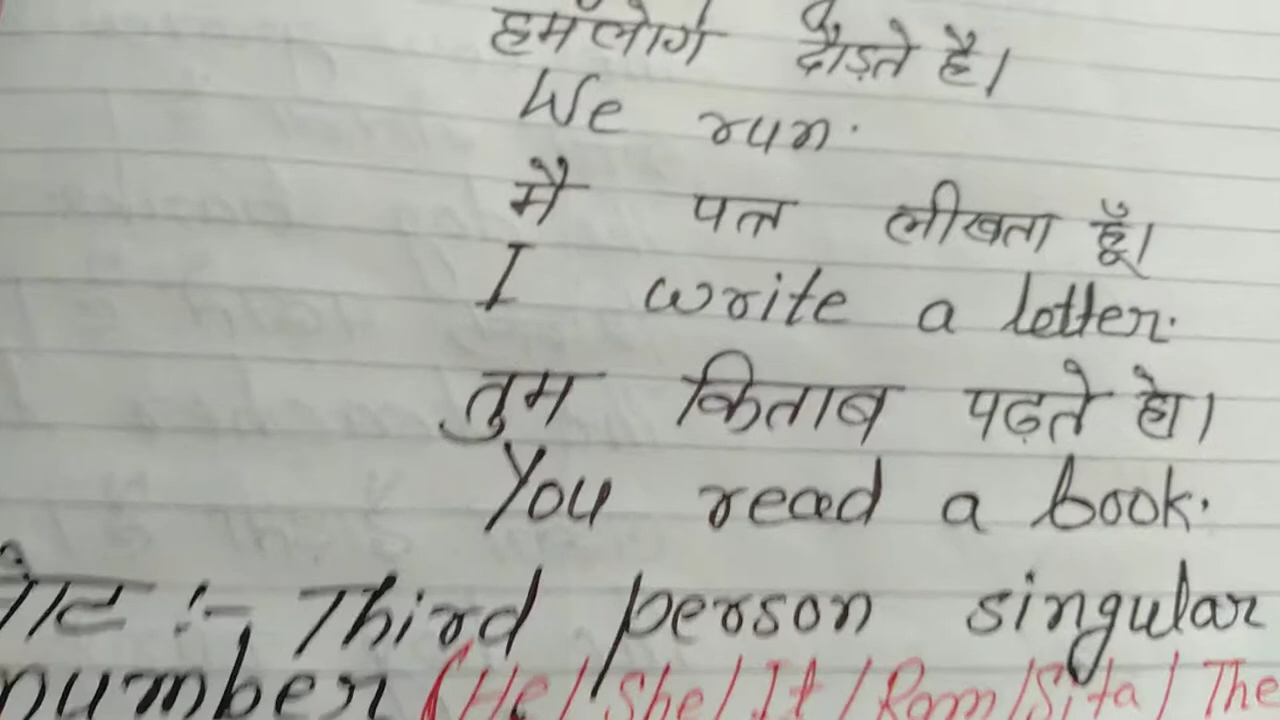 हमलोग दौड़ते है।
We run.
मै पत्र लीखता हूँ।
I write a letter.
तुम किताब पढ़ते हो।
You read a book.
नोट :- Third person singular
number (He/She/It/Ram/Sita/The